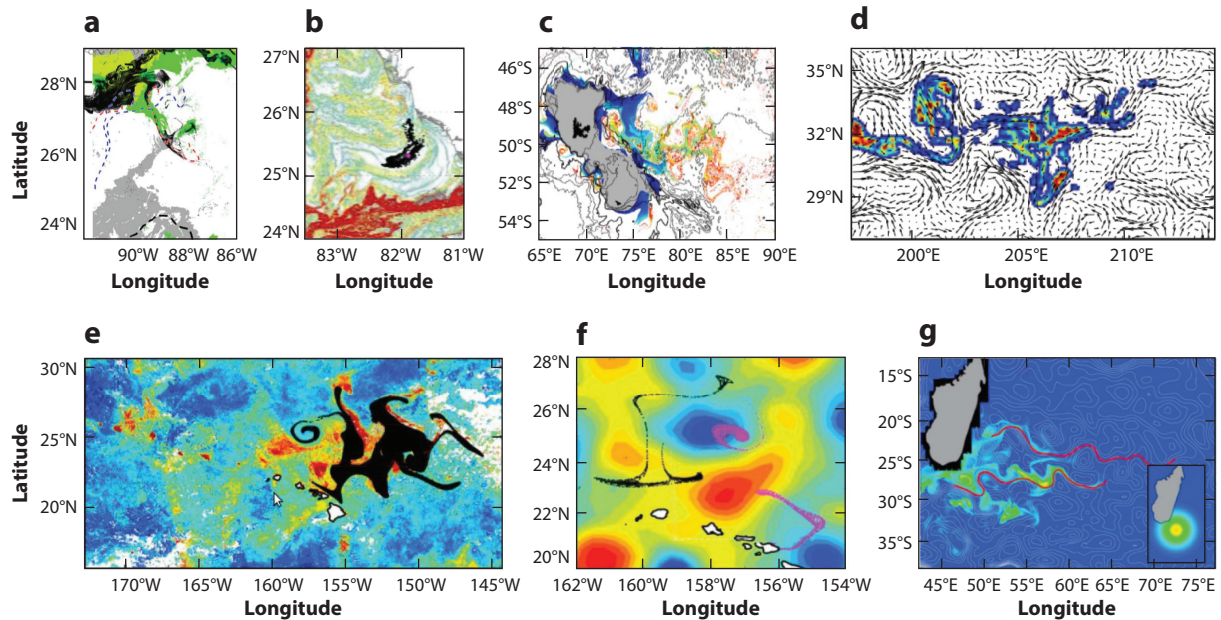 a
b
c
d
28°N
26°N
24°N
27°N
26°N
25°N
24°N
46°S
48°S
50°S
52°S
54°S
35°N
32°N
29°N
Latitude
90°W 88°W 86°W
83°N 82°N 81°N
65°E 70°E 75°E 80°E 85°E 90°E
200°E 205°E 210°E
Longitude
Longitude
Longitude
Longitude
e
f
g
30°N
25°N
20°N
28°N
26°N
24°N
22°N
20°N
15°S
20°S
25°S
30°S
35°S
Latitude
170°W 165°W 160°W 155°W 150°W 145°W
162°W 160°W 157°W 154°W
45°E 50°E 55°E 60°E 65°E 70°E 75°E
Longitude
Longitude
Longitude